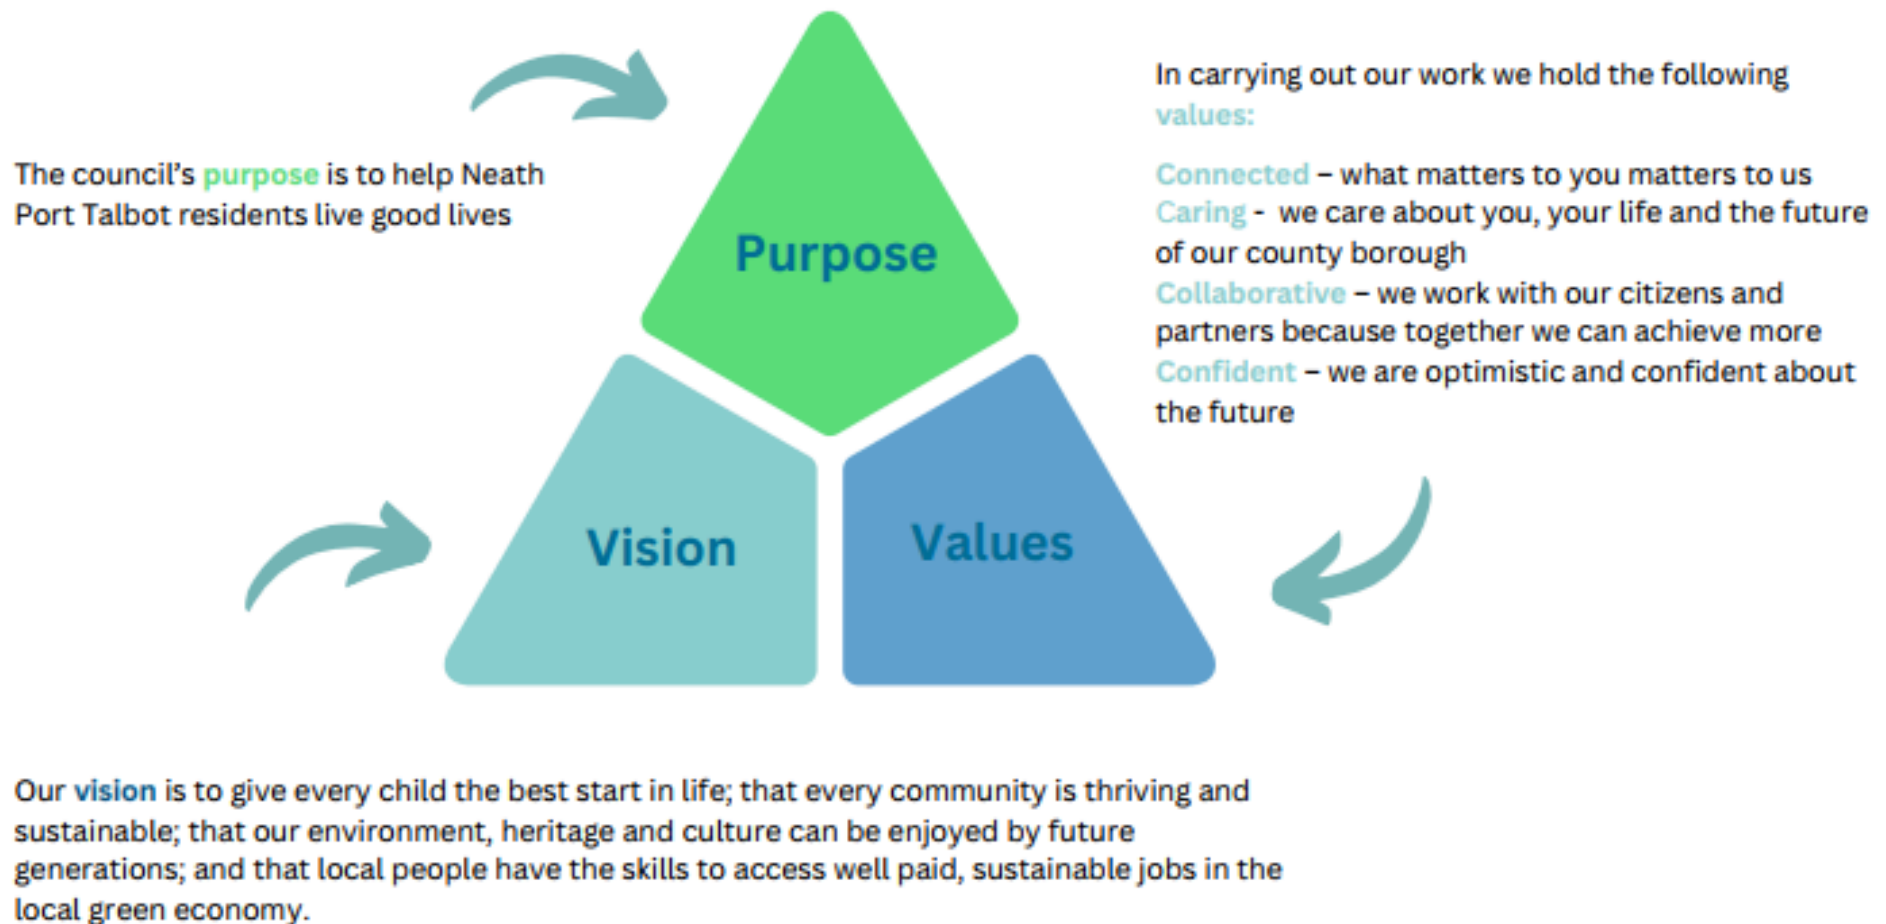 The council's purpose is to help Neath
Port Talbot residents live good lives
Purpose
In carrying out our work we hold the following
values:
Connected – what matters to you matters to us
Caring - we care about you, your life and the future
of our county borough
Collaborative – we work with our citizens and
partners because together we can achieve more
Confident – we are optimistic and confident about
the future
Vision
Values
Our vision is to give every child the best start in life; that every community is thriving and
sustainable; that our environment, heritage and culture can be enjoyed by future
generations; and that local people have the skills to access well paid, sustainable jobs in the
local green economy.